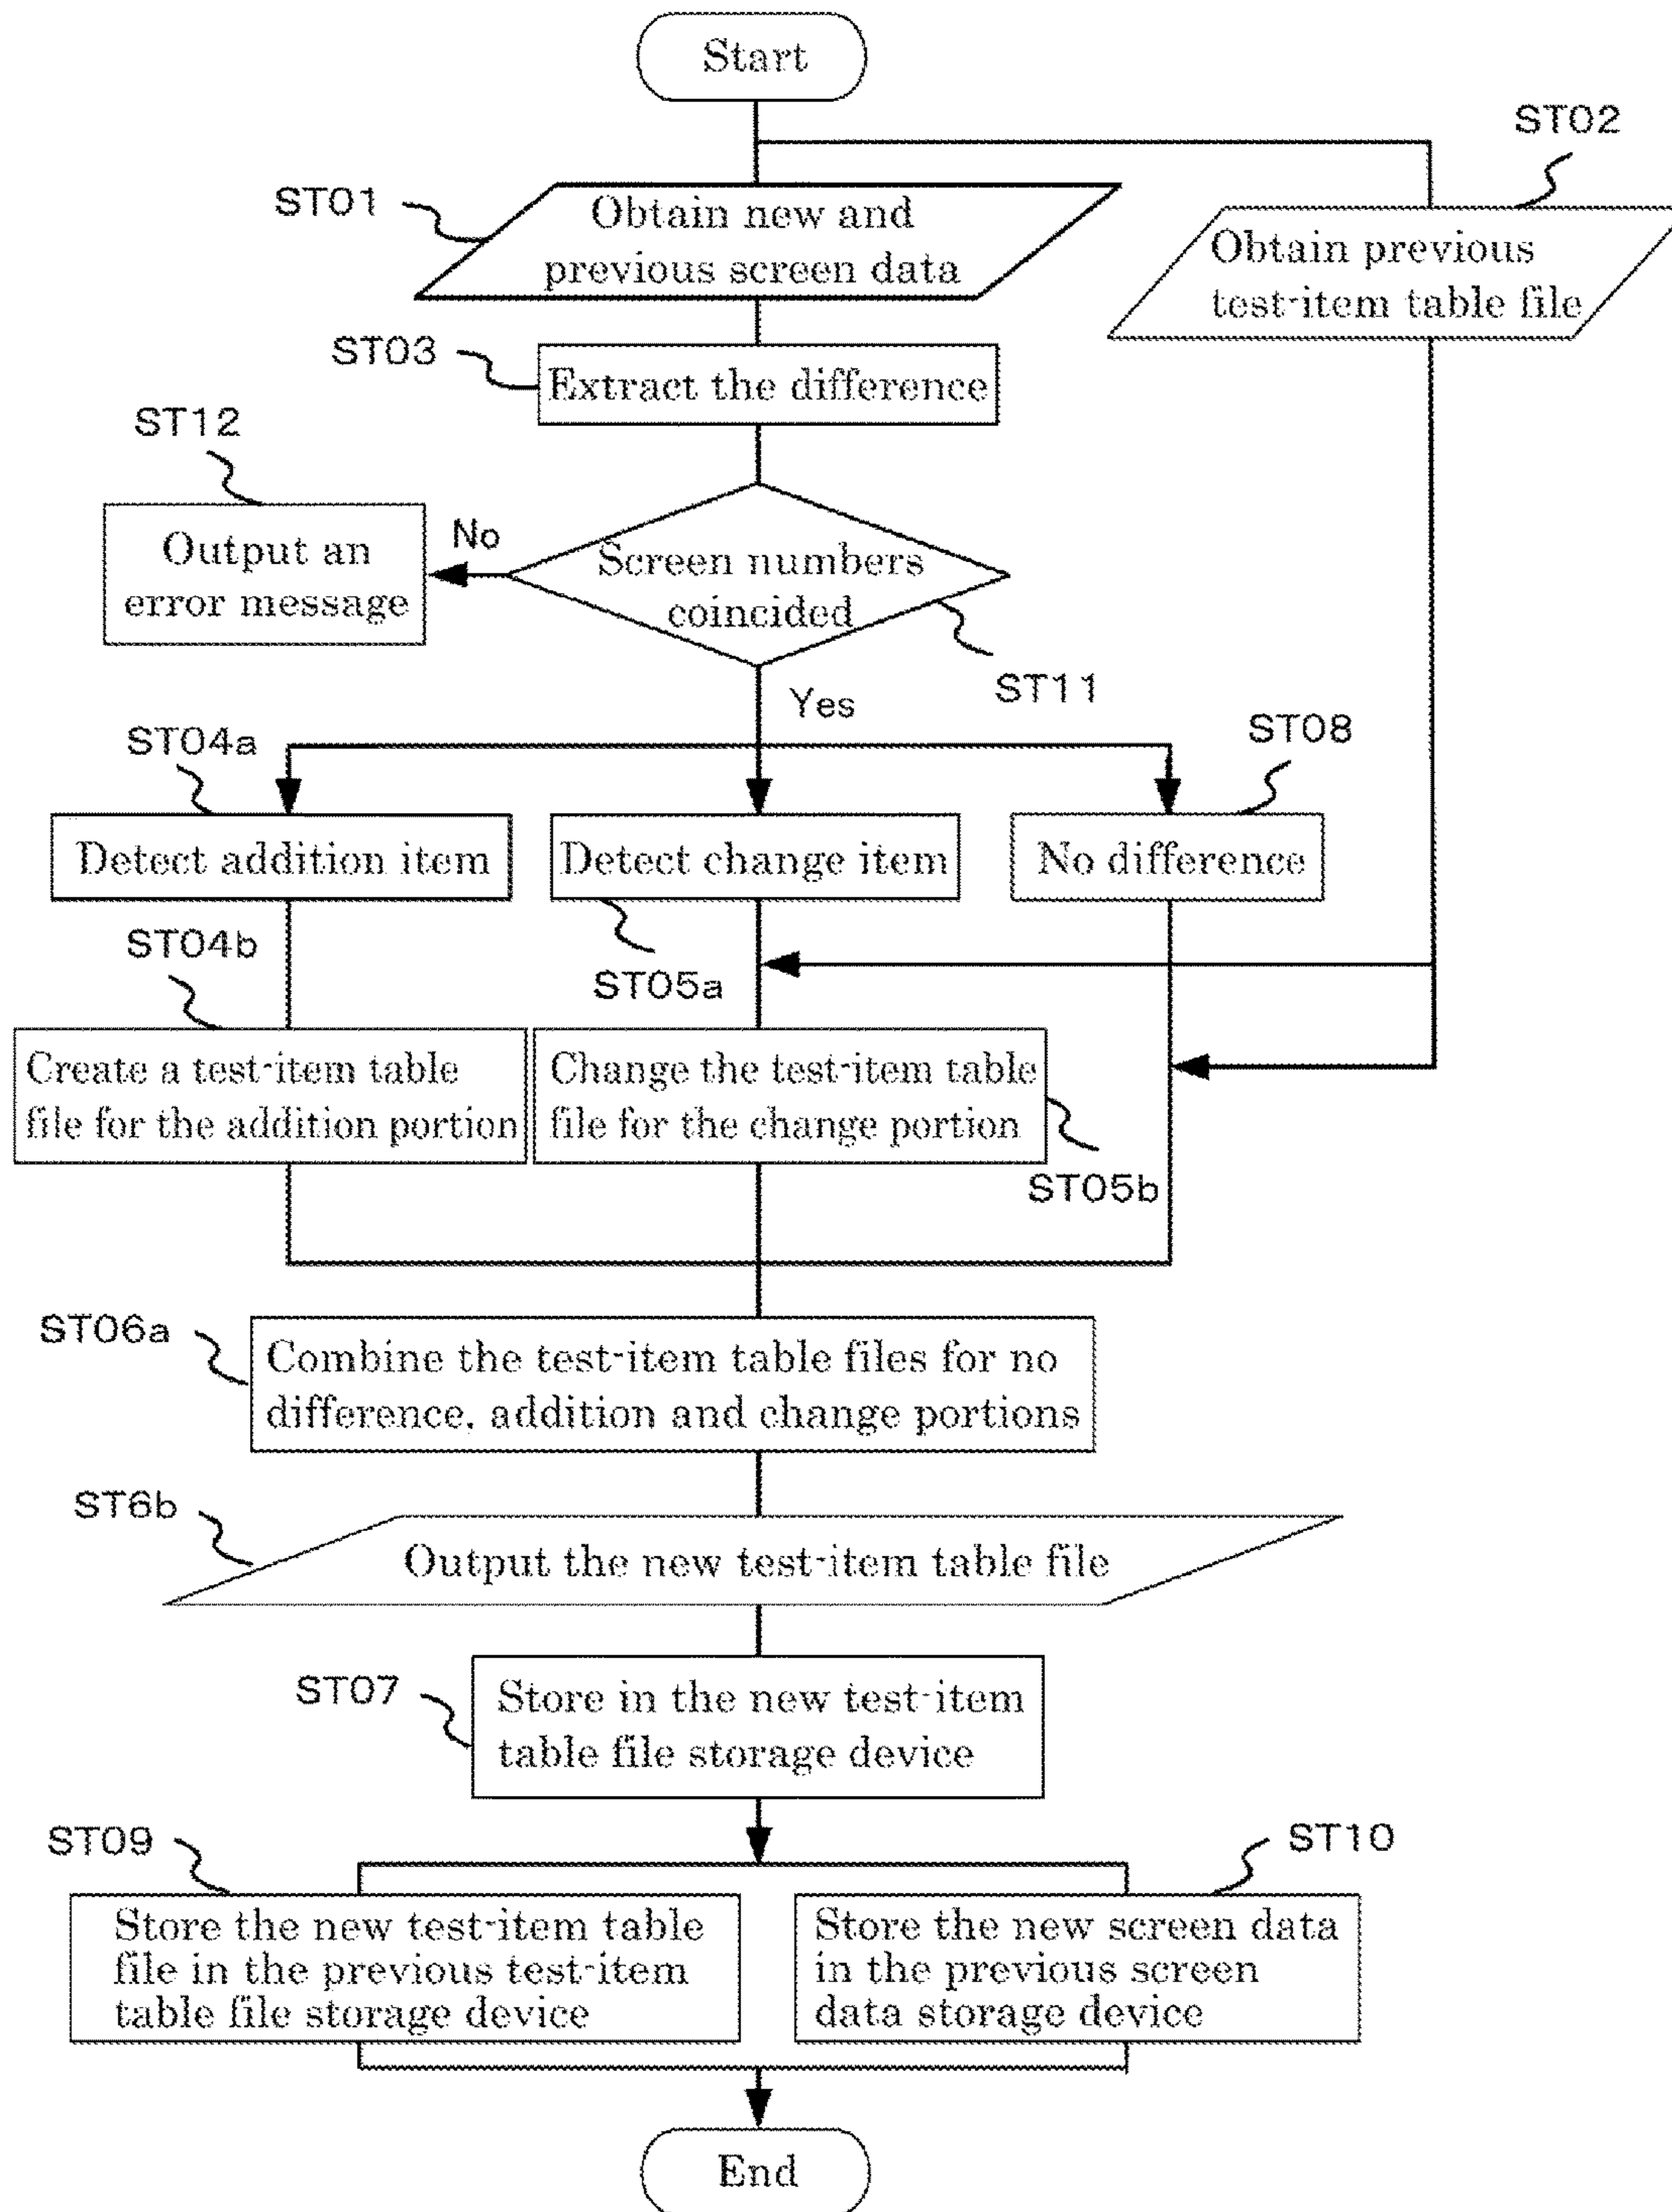 Start
ST02
ST01
Obtain new and
previous screen data
Obtain previous
test-item table file
ST03
Extract the difference
ST12
Output an
error message
No
Screen numbers
coincided
ST11
Yes
ST04a
ST08
Detect addition item
Detect change item
No difference
ST04b
ST05a
Create a test-item table
file for the addition portion
Change the test-item table
file for the change portion
ST05b
ST06a
Combine the test-item table files for no
difference, addition and change portions
ST6b
Output the new test-item table file
ST07
Store in the new test-item
table file storage device
ST09
ST10
Store the new test-item table
file in the previous test-item
table file storage device
Store the new screen data
in the previous screen
data storage device
End